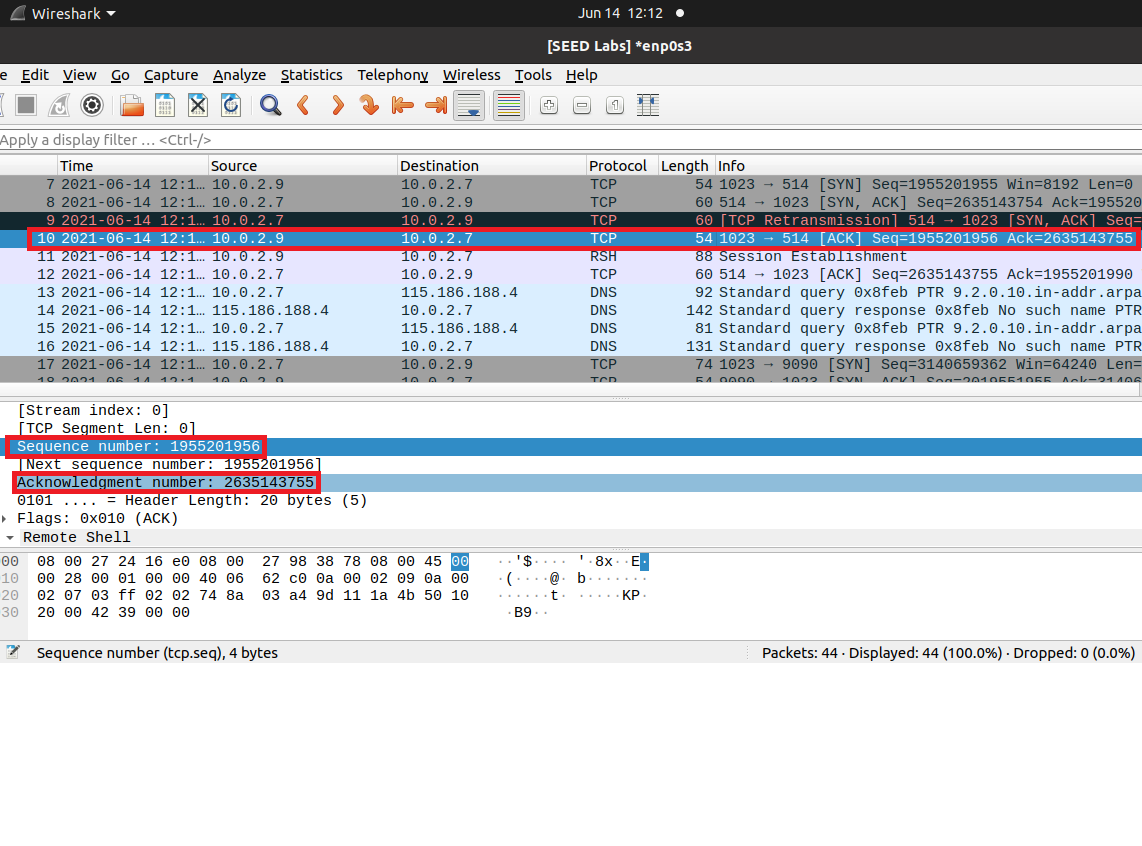 Wireshark Jun 14 12:12
[SEED Labs] *enp0s3
e Edit View Go Capture Analyze Statistics Telephony Wireless Tools Help
Apply a display filter … <Ctrl-/>
Time Source Destination Protocol Length Info
7 2021-06-14 12:1… 10.0.2.9 10.0.2.7 TCP 54 1023 → 514 [SYN] Seq=1955201955 Win=8192 Len=0
8 2021-06-14 12:1… 10.0.2.7 10.0.2.9 TCP 60 514 → 1023 [SYN, ACK] Seq=2635143754 Ack=195520
9 2021-06-14 12:1… 10.0.2.7 10.0.2.9 TCP 60 [TCP Retransmission] 514 → 1023 [SYN, ACK] Seq=
10 2021-06-14 12:1… 10.0.2.9 10.0.2.7 TCP 54 1023 → 514 [ACK] Seq=1955201956 Ack=2635143755
11 2021-06-14 12:1… 10.0.2.9 10.0.2.7 RSH 88 Session Establishment
12 2021-06-14 12:1… 10.0.2.7 10.0.2.9 TCP 60 514 → 1023 [ACK] Seq=2635143755 Ack=1955201990
13 2021-06-14 12:1… 10.0.2.7 115.186.188.4 DNS 92 Standard query 0x8feb PTR 9.2.0.10.in-addr.arpa
14 2021-06-14 12:1… 115.186.188.4 10.0.2.7 DNS 142 Standard query response 0x8feb No such name PTR
15 2021-06-14 12:1… 10.0.2.7 115.186.188.4 DNS 81 Standard query 0x8feb PTR 9.2.0.10.in-addr.arpa
16 2021-06-14 12:1… 115.186.188.4 10.0.2.7 DNS 131 Standard query response 0x8feb No such name PTR
17 2021-06-14 12:1… 10.0.2.7 10.0.2.9 TCP 74 1023 → 9090 [SYN] Seq=3140659362 Win=64240 Len=
18 2021-06-14 12:1… 10.0.2.9 10.0.2.7 TCP 54 9090 → 1023 [SYN, ACK] Seq=2019551955 Ack=31406
[Stream index: 0]
[TCP Segment Len: 0]
Sequence number: 1955201956
[Next sequence number: 1955201956]
Acknowledgment number: 2635143755
0101 .... = Header Length: 20 bytes (5)
Flags: 0x010 (ACK)
Remote Shell
00 08 00 27 24 16 e0 08 00 27 98 38 78 08 00 45 00 ··'$···· '·8x··E·
10 00 28 00 01 00 00 40 06 62 c0 0a 00 02 09 0a 00 ·(····@· b·······
20 02 07 03 ff 02 02 74 8a 03 a4 9d 11 1a 4b 50 10 ······t· ·····KP·
30 20 00 42 39 00 00 ·B9··
Sequence number (tcp.seq), 4 bytes Packets: 44 · Displayed: 44 (100.0%) · Dropped: 0 (0.0%)